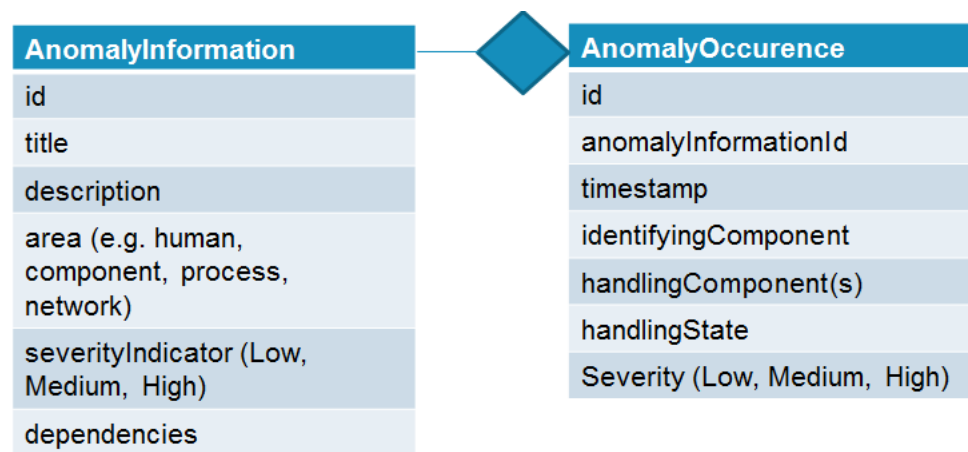 AnomalyInformation
id
title
description
area (e.g. human,
component, process,
network)
severityIndicator (Low,
Medium, High)
dependencies
AnomalyOccurence
id
anomalyInformationId
timestamp
identifyingComponent
handlingComponent(s)
handlingState
Severity (Low, Medium, High)